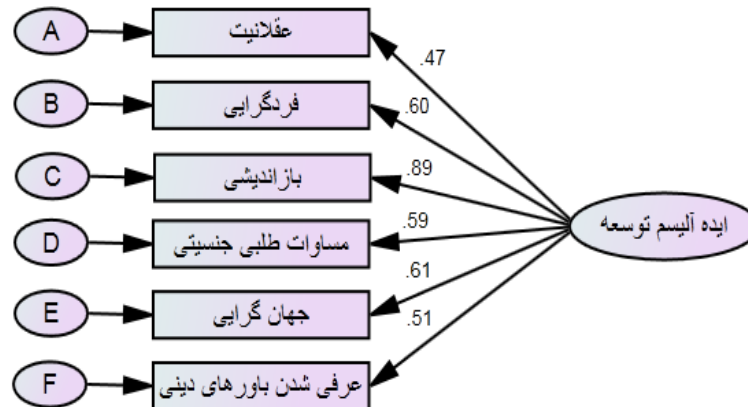 A
عقلانیت
.47
B
فردگرایی
.60
C
بازاندیشی
.89
D
مساوات طلبی جنسیتی
.59
ایده آلیسم توسعه
E
جهان گرایی
.61
F
عرفی شدن باورهای دینی
.51